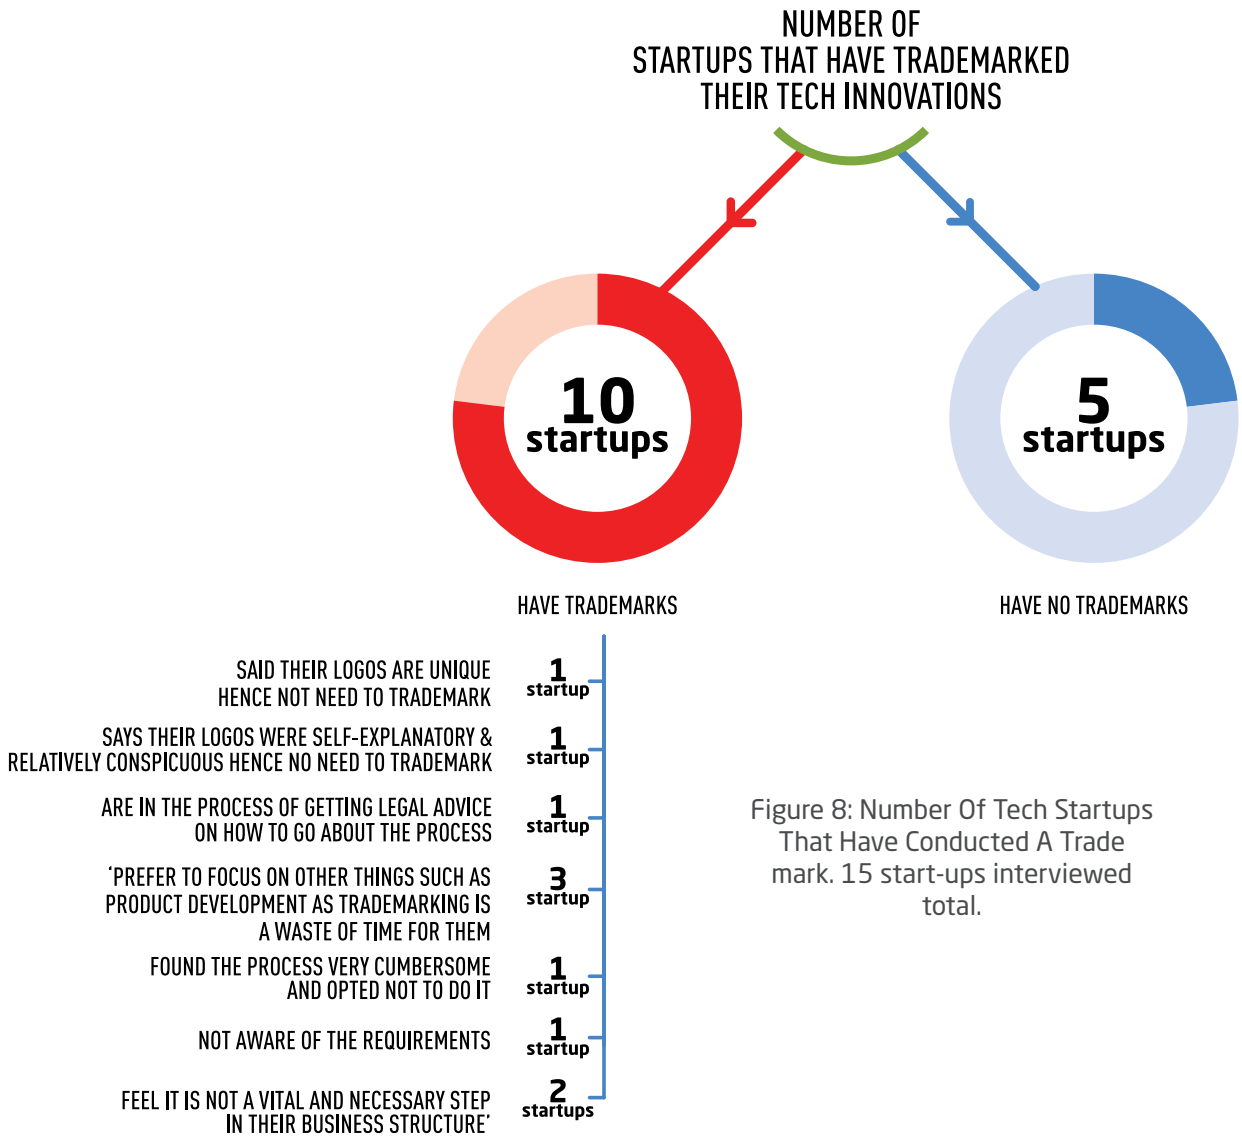 NUMBER OF
STARTUPS THAT HAVE TRADEMARKED
THEIR TECH INNOVATIONS
10
startups
5
startups
HAVE TRADEMARKS
HAVE NO TRADEMARKS
SAID THEIR LOGOS ARE UNIQUE
HENCE NOT NEED TO TRADEMARK
1
startup
SAYS THEIR LOGOS WERE SELF-EXPLANATORY &
RELATIVELY CONSPICUOUS HENCE NO NEED TO TRADEMARK
1
startup
ARE IN THE PROCESS OF GETTING LEGAL ADVICE
ON HOW TO GO ABOUT THE PROCESS
1
startup
'PREFER TO FOCUS ON OTHER THINGS SUCH AS
PRODUCT DEVELOPMENT AS TRADEMARKING IS
A WASTE OF TIME FOR THEM
3
startup
FOUND THE PROCESS VERY CUMBERSOME
AND OPTED NOT TO DO IT
1
startup
NOT AWARE OF THE REQUIREMENTS
1
startup
FEEL IT IS NOT A VITAL AND NECESSARY STEP
IN THEIR BUSINESS STRUCTURE'
2
startups
Figure 8: Number Of Tech Startups
That Have Conducted A Trade
mark. 15 start-ups interviewed
total.